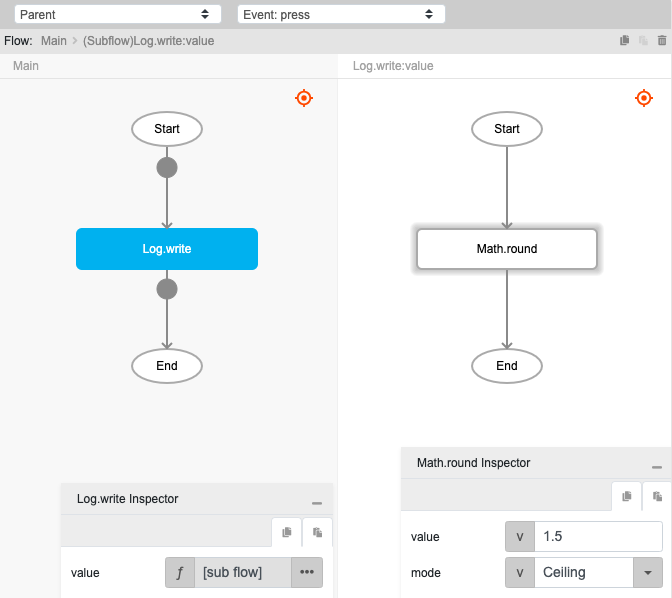 Parent
Event: press
Flow: Main > (Subflow)Log.write:value
Main
Log.write:value
Start
Start
Log.write
Math.round
End
End
Math.round Inspector
Log.write Inspector
value V 1.5
value ƒ [sub flow] •••
mode V Ceiling